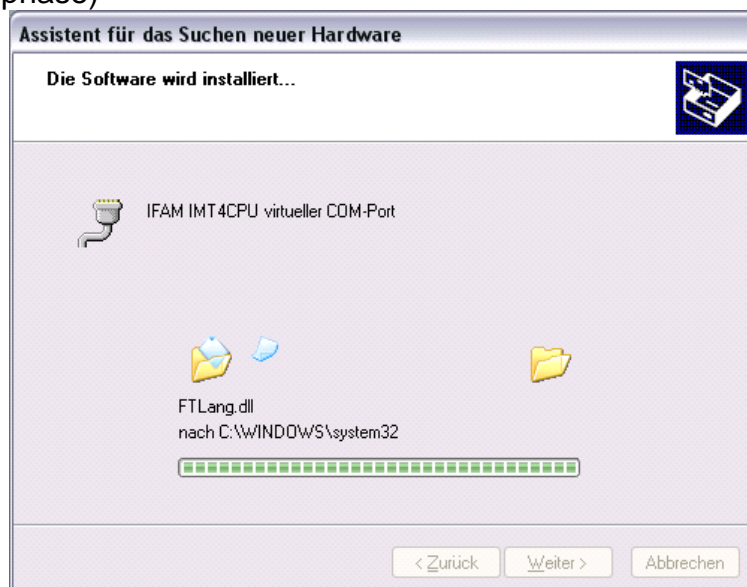 phase)
Assistent für das Suchen neuer Hardware
Die Software wird installiert...
IFAM IMT4CPU virtueller COM-Port
FTLang.dll
nach C:\WINDOWS\system32
< Zurück Weiter > Abbrechen